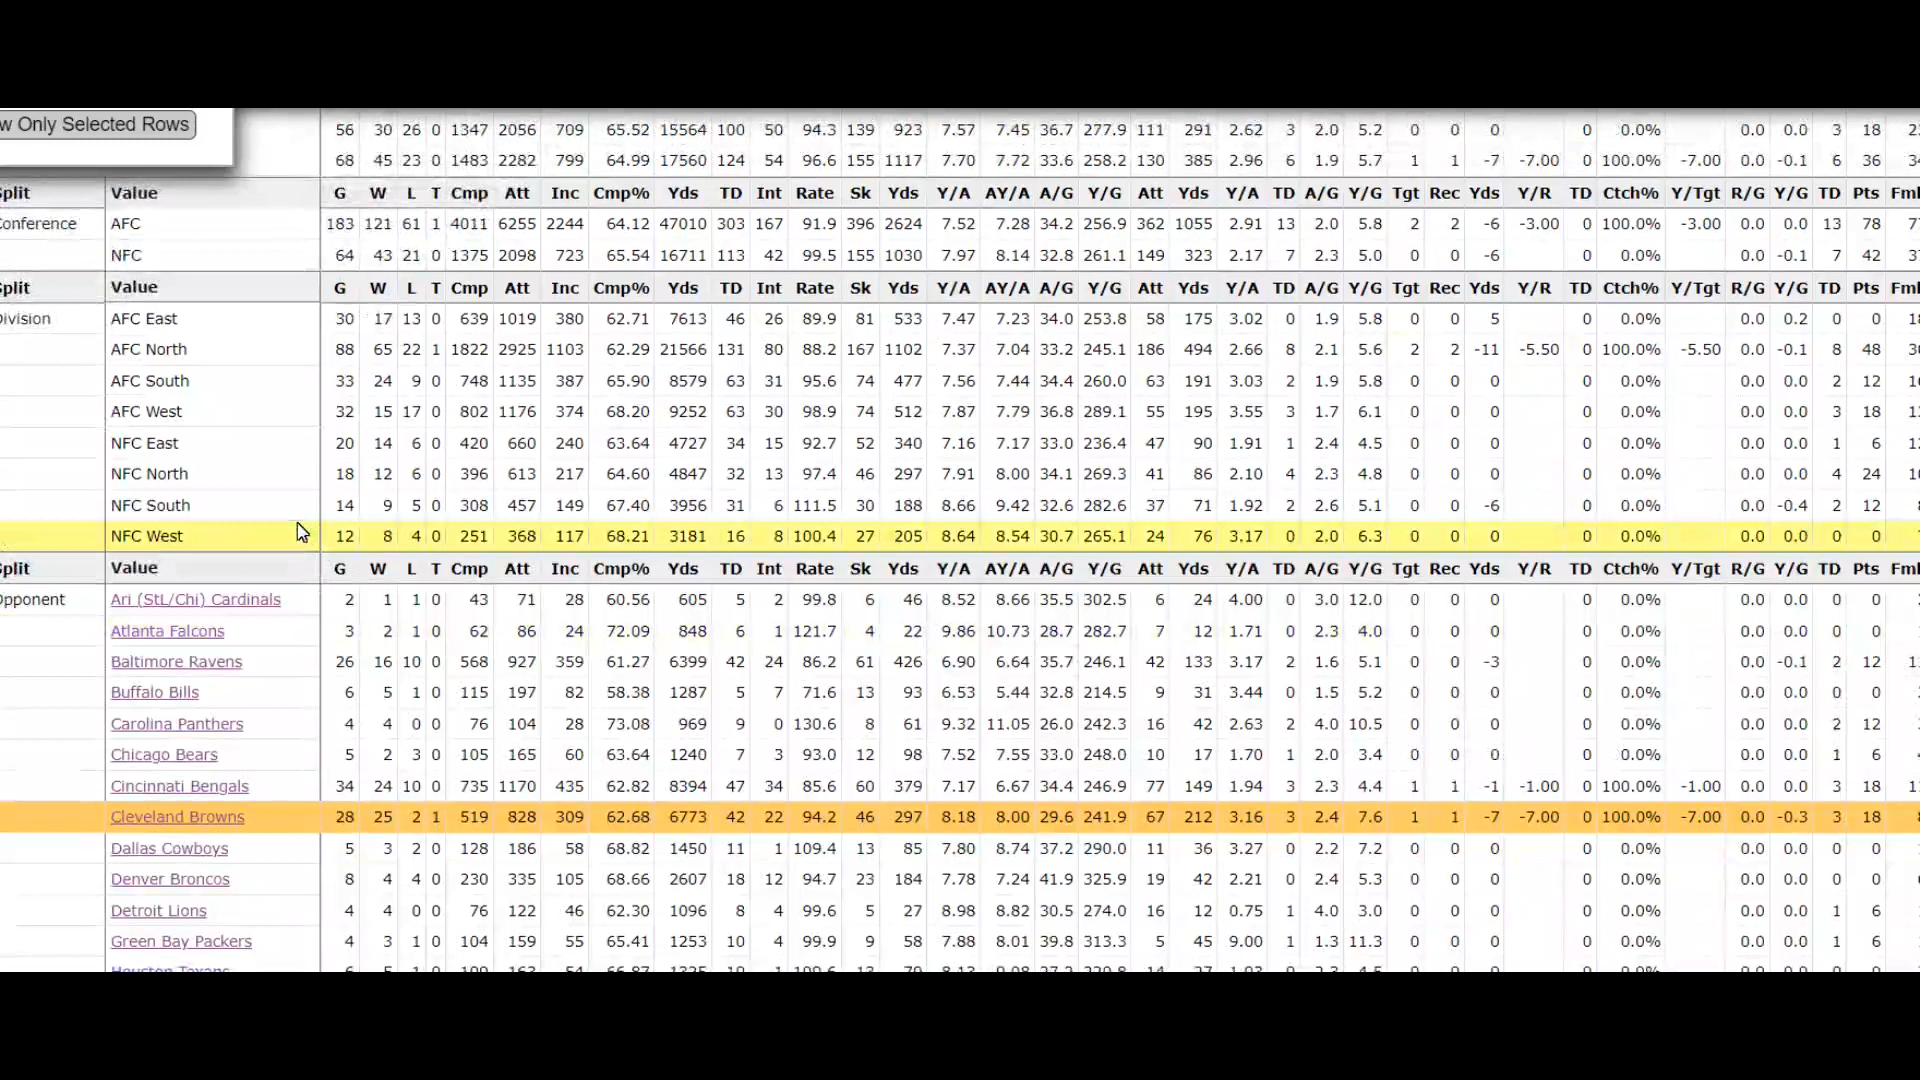 w Only Selected Rows
56 30 26 0 1347 2056 709 65.52 15564 100 50 94.3 139 923 7.57 7.45 36.7 277.9 111 291 2.62 3 2.0 5.2 0 0 0 0 0.0% 0.0 0.0 3 18
68 45 23 0 1483 2282 799 64.99 17560 124 54 96.6 155 1117 7.70 7.72 33.6 258.2 130 385 2.96 6 1.9 5.7 1 1 -7 -7.00 0 100.0% -7.00 0.0 -0.1 6 36
Split Value G W L T Cmp Att Inc Cmp% Yds TD Int Rate Sk Yds Y/A AY/A A/G Y/G Att Yds Y/A TD A/G Y/G Tgt Rec Yds Y/R TD Ctch% Y/Tgt R/G Y/G TD Pts Fml
Conference AFC 183 121 61 1 4011 6255 2244 64.12 47010 303 167 91.9 396 2624 7.52 7.28 34.2 256.9 362 1055 2.91 13 2.0 5.8 2 2 -6 -3.00 0 100.0% -3.00 0.0 0.0 13 78
NFC 64 43 21 0 1375 2098 723 65.54 16711 113 42 99.5 155 1030 7.97 8.14 32.8 261.1 149 323 2.17 7 2.3 5.0 0 0 -6 0 0.0% 0.0 -0.1 7 42
Split Value G W L T Cmp Att Inc Cmp% Yds TD Int Rate Sk Yds Y/A AY/A A/G Y/G Att Yds Y/A TD A/G Y/G Tgt Rec Yds Y/R TD Ctch% Y/Tgt R/G Y/G TD Pts Fml
Division AFC East 30 17 13 0 639 1019 380 62.71 7613 46 26 89.9 81 533 7.47 7.23 34.0 253.8 58 175 3.02 0 1.9 5.8 0 0 5 0 0.0% 0.0 0.2 0 0
AFC North 88 65 22 1 1822 2925 1103 62.29 21566 131 80 88.2 167 1102 7.37 7.04 33.2 245.1 186 494 2.66 8 2.1 5.6 2 2 -11 -5.50 0 100.0% -5.50 0.0 -0.1 8 48
AFC South 33 24 9 0 748 1135 387 65.90 8579 63 31 95.6 74 477 7.56 7.44 34.4 260.0 63 191 3.03 2 1.9 5.8 0 0 0 0 0.0% 0.0 0.0 2 12
AFC West 32 15 17 0 802 1176 374 68.20 9252 63 30 98.9 74 512 7.87 7.79 36.8 289.1 55 195 3.55 3 1.7 6.1 0 0 0 0 0.0% 0.0 0.0 3 18
NFC East 20 14 6 0 420 660 240 63.64 4727 34 15 92.7 52 340 7.16 7.17 33.0 236.4 47 90 1.91 1 2.4 4.5 0 0 0 0 0.0% 0.0 0.0 1 6
NFC North 18 12 6 0 396 613 217 64.60 4847 32 13 97.4 46 297 7.91 8.00 34.1 269.3 41 86 2.10 4 2.3 4.8 0 0 0 0 0.0% 0.0 0.0 4 24
NFC South 14 9 5 0 308 457 149 67.40 3956 31 6 111.5 30 188 8.66 9.42 32.6 282.6 37 71 1.92 2 2.6 5.1 0 0 -6 0 0.0% 0.0 -0.4 2 12
NFC West 12 8 4 0 251 368 117 68.21 3181 16 8 100.4 27 205 8.64 8.54 30.7 265.1 24 76 3.17 0 2.0 6.3 0 0 0 0 0.0% 0.0 0.0 0 0
Split Value G W L T Cmp Att Inc Cmp% Yds TD Int Rate Sk Yds Y/A AY/A A/G Y/G Att Yds Y/A TD A/G Y/G Tgt Rec Yds Y/R TD Ctch% Y/Tgt R/G Y/G TD Pts Fml
Opponent Ari (StL/Chi) Cardinals 2 1 1 0 43 71 28 60.56 605 5 2 99.8 6 46 8.52 8.66 35.5 302.5 6 24 4.00 0 3.0 12.0 0 0 0 0 0.0% 0.0 0.0 0 0
Atlanta Falcons 3 2 1 0 62 86 24 72.09 848 6 1 121.7 4 22 9.86 10.73 28.7 282.7 7 12 1.71 0 2.3 4.0 0 0 0 0 0.0% 0.0 0.0 0 0
Baltimore Ravens 26 16 10 0 568 927 359 61.27 6399 42 24 86.2 61 426 6.90 6.64 35.7 246.1 42 133 3.17 2 1.6 5.1 0 0 -3 0 0.0% 0.0 -0.1 2 12
Buffalo Bills 6 5 1 0 115 197 82 58.38 1287 5 7 71.6 13 93 6.53 5.44 32.8 214.5 9 31 3.44 0 1.5 5.2 0 0 0 0 0.0% 0.0 0.0 0 0
Carolina Panthers 4 4 0 0 76 104 28 73.08 969 9 0 130.6 8 61 9.32 11.05 26.0 242.3 16 42 2.63 2 4.0 10.5 0 0 0 0 0.0% 0.0 0.0 2 12
Chicago Bears 5 2 3 0 105 165 60 63.64 1240 7 3 93.0 12 98 7.52 7.55 33.0 248.0 10 17 1.70 1 2.0 3.4 0 0 0 0 0.0% 0.0 0.0 1 6
Cincinnati Bengals 34 24 10 0 735 1170 435 62.82 8394 47 34 85.6 60 379 7.17 6.67 34.4 246.9 77 149 1.94 3 2.3 4.4 1 1 -1 -1.00 0 100.0% -1.00 0.0 0.0 3 18
Cleveland Browns 28 25 2 1 519 828 309 62.68 6773 42 22 94.2 46 297 8.18 8.00 29.6 241.9 67 212 3.16 3 2.4 7.6 1 1 -7 -7.00 0 100.0% -7.00 0.0 -0.3 3 18
Dallas Cowboys 5 3 2 0 128 186 58 68.82 1450 11 1 109.4 13 85 7.80 8.74 37.2 290.0 11 36 3.27 0 2.2 7.2 0 0 0 0 0.0% 0.0 0.0 0 0
Denver Broncos 8 4 4 0 230 335 105 68.66 2607 18 12 94.7 23 184 7.78 7.24 41.9 325.9 19 42 2.21 0 2.4 5.3 0 0 0 0 0.0% 0.0 0.0 0 0
Detroit Lions 4 4 0 0 76 122 46 62.30 1096 8 4 99.6 5 27 8.98 8.82 30.5 274.0 16 12 0.75 1 4.0 3.0 0 0 0 0 0.0% 0.0 0.0 1 6
Green Bay Packers 4 3 1 0 104 159 55 65.41 1253 10 4 99.9 9 58 7.88 8.01 39.8 313.3 5 45 9.00 1 1.3 11.3 0 0 0 0 0.0% 0.0 0.0 1 6